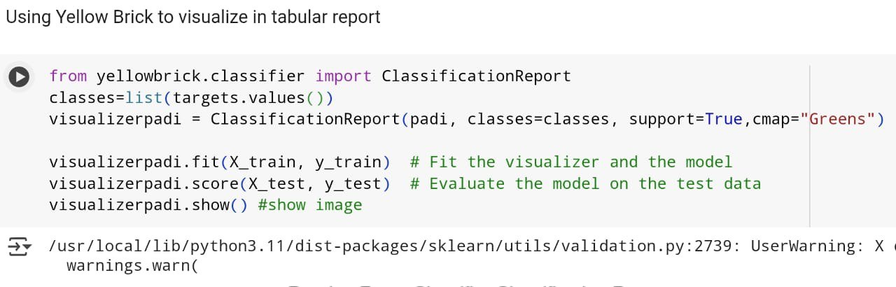 Using Yellow Brick to visualize in tabular report
from yellowbrick.classifier import ClassificationReport
classes=list(targets.values())
visualizerpadi = ClassificationReport(padi, classes=classes, support=True,cmap="Greens")
visualizerpadi.fit(X_train, y_train)  # Fit the visualizer and the model
visualizerpadi.score(X_test, y_test)  # Evaluate the model on the test data
visualizerpadi.show() #show image
/usr/local/lib/python3.11/dist-packages/sklearn/utils/validation.py:2739: UserWarning: X
  warnings.warn(